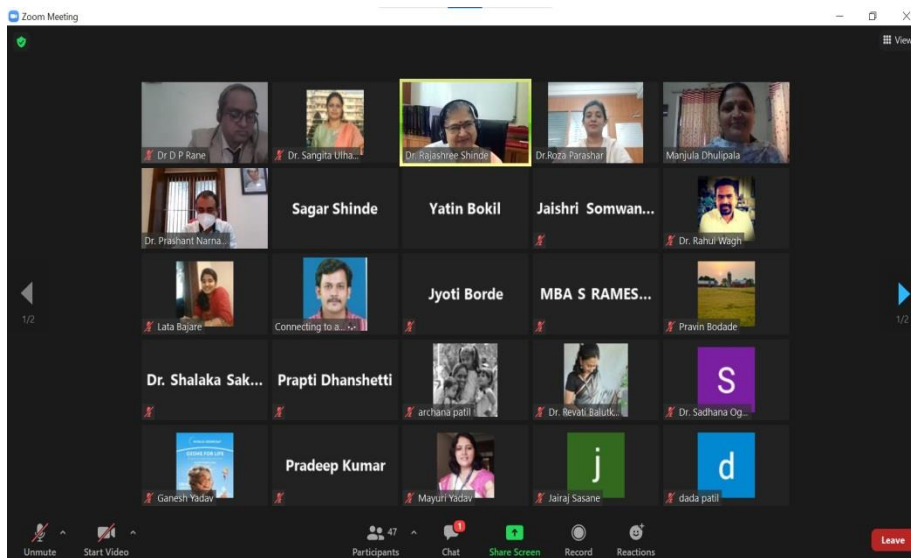 Zoom Meeting
View
Dr D P Rane
Dr. Sangita Ulha...
Dr. Rajashree Shinde
Dr.Roza Parashar
Manjula Dhulipala
Dr. Prashant Narna...
Sagar Shinde
Yatin Bokil
Jaishri Somwan...
Dr. Rahul Wagh
1/2
1/2
Lata Bajare
Connecting to a...
Jyoti Borde
MBA S RAMES...
Pravin Bodade
Dr. Shalaka Sak...
Prapti Dhanshetti
archana patil
Dr. Revati Balutk...
S
Dr. Sadhana Og...
OZONE FOR LIFE
Ganesh Yadav
Pradeep Kumar
Mayuri Yadav
j
Jairaj Sasane
d
dada patil
Unmute
Start Video
47
Participants
1
Chat
Share Screen
Record
Reactions
Leave